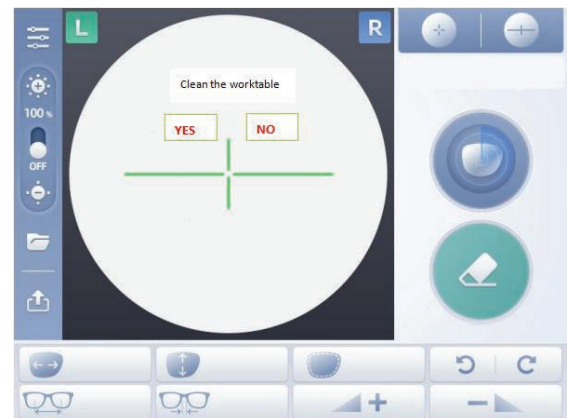 L
R
Clean the worktable
100 %
YES NO
OFF